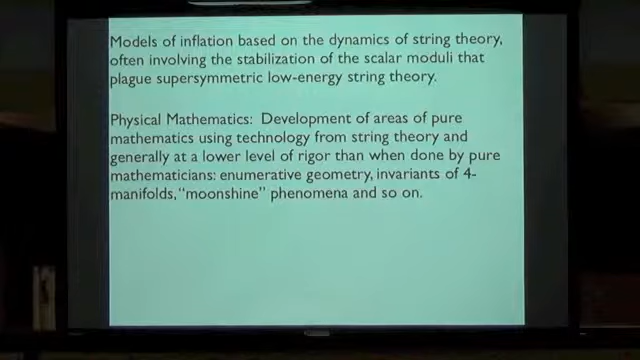 Models of inflation based on the dynamics of string theory,
often involving the stabilization of the scalar moduli that
plague supersymmetric low-energy string theory.
Physical Mathematics: Development of areas of pure
mathematics using technology from string theory and
generally at a lower level of rigor than when done by pure
mathematicians: enumerative geometry, invariants of 4-
manifolds, "moonshine" phenomena and so on.